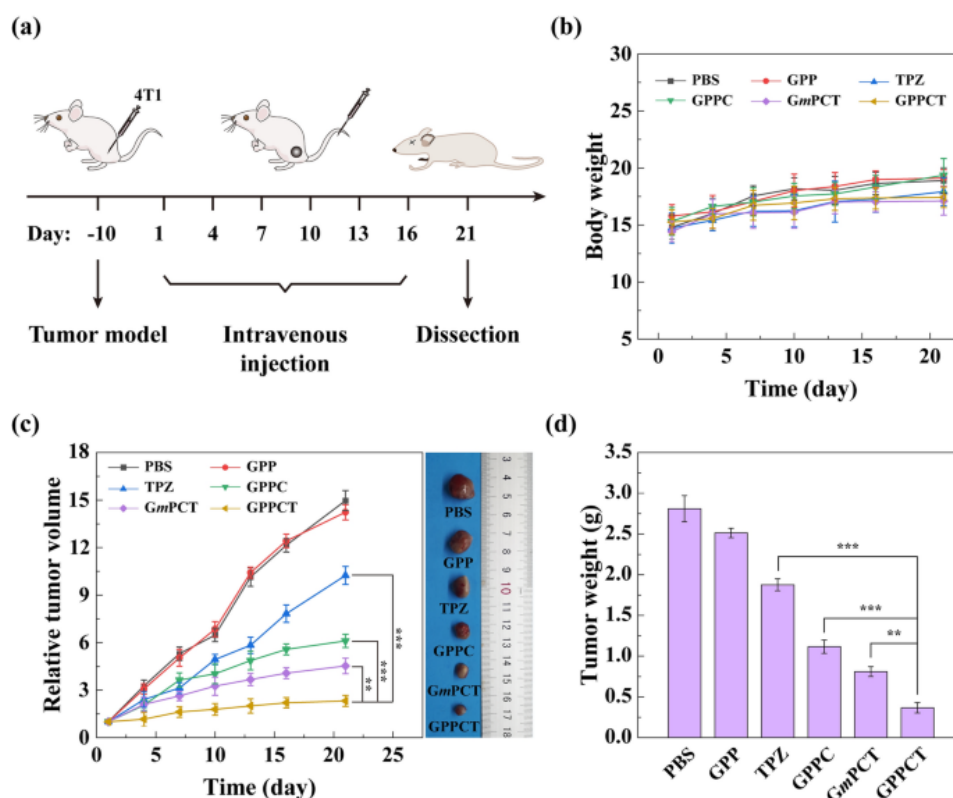 (a)
4T1
Day: -10 1 4 7 10 13 16 21
Tumor model
Intravenous
injection
Dissection
(b)
30
25
20
15
10
5
PBS GPP TPZ
GPPC GmPCT GPPCT
Body weight
0 5 10 15 20
Time (day)
(c)
18
15
12
9
6
3
0
PBS GPP
TPZ GPPC
GmPCT GPPCT
Relative tumor volume
***
***
**
0 5 10 15 20 25
Time (day)
PBS
GPP
TPZ
GPPC
GmPCT
GPPCT
3
4
5
6
7
8
9
10
11
12
13
14
15
16
17
18
(d)
3.5
3.0
2.5
2.0
1.5
1.0
0.5
0.0
Tumor weight (g)
***
***
**
PBS GPP TPZ GPPC GmPCT GPPCT